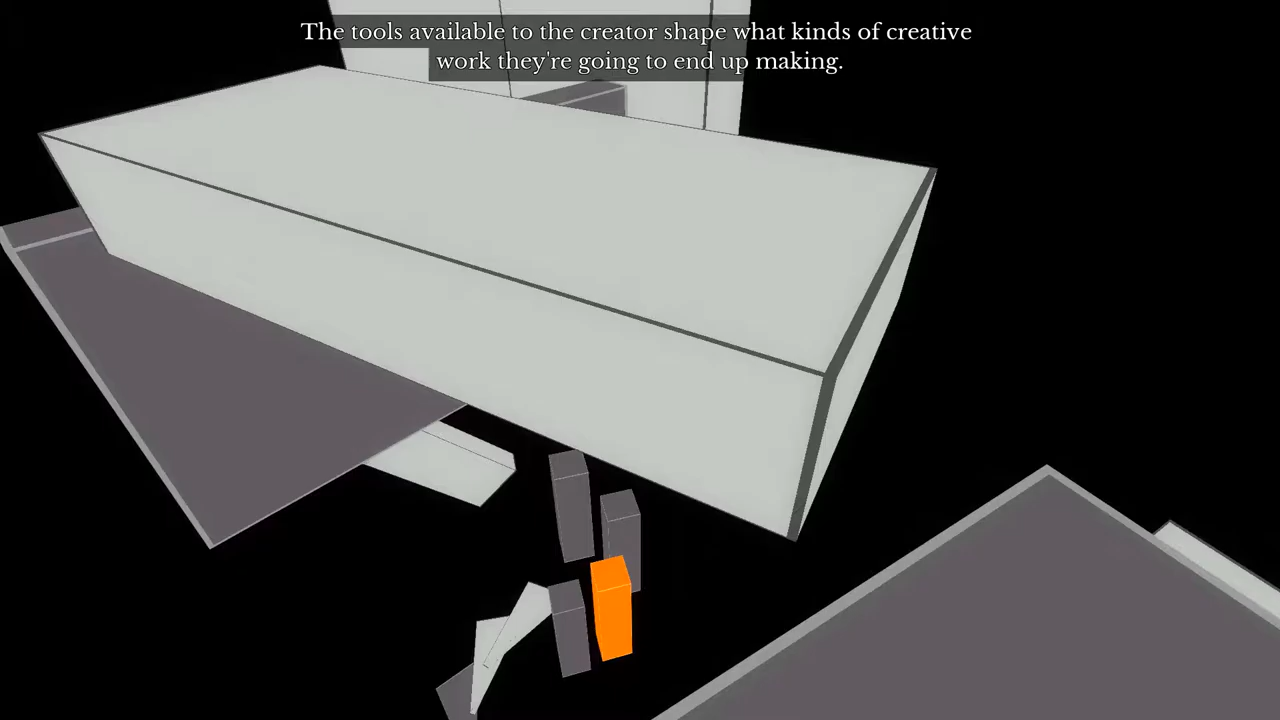 The tools available to the creator shape what kinds of creative
work they're going to end up making.